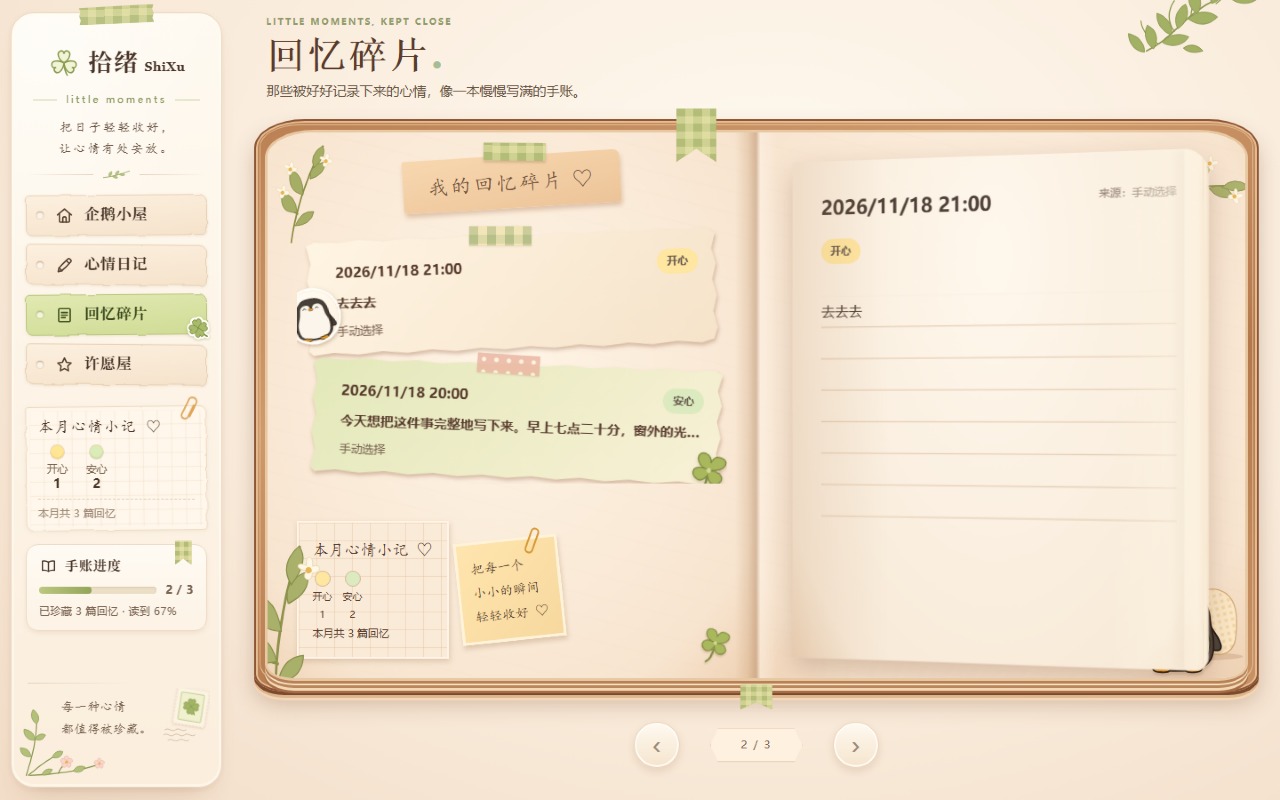 拾绪 ShiXu
little moments
把日子轻轻收好，
让心情有处安放。
企鹅小屋
心情日记
回忆碎片
许愿屋
本月心情小记 ♡
开心 安心
1 2
本月共 3 篇回忆
手账进度
2 / 3
已珍藏 3 篇回忆 · 读到 67%
每一种心情
都值得被珍藏。
LITTLE MOMENTS, KEPT CLOSE
回忆碎片.
那些被好好记录下来的心情，像一本慢慢写满的手账。
我的回忆碎片 ♡
2026/11/18 21:00
开心
去去去
手动选择
2026/11/18 20:00
安心
今天想把这件事完整地写下来。早上七点二十分，窗外的光...
手动选择
本月心情小记 ♡
开心 安心
1 2
本月共 3 篇回忆
把每一个
小小的瞬间
轻轻收好 ♡
2026/11/18 21:00
来源：手动选择
开心
去去去
‹ 2 / 3 ›